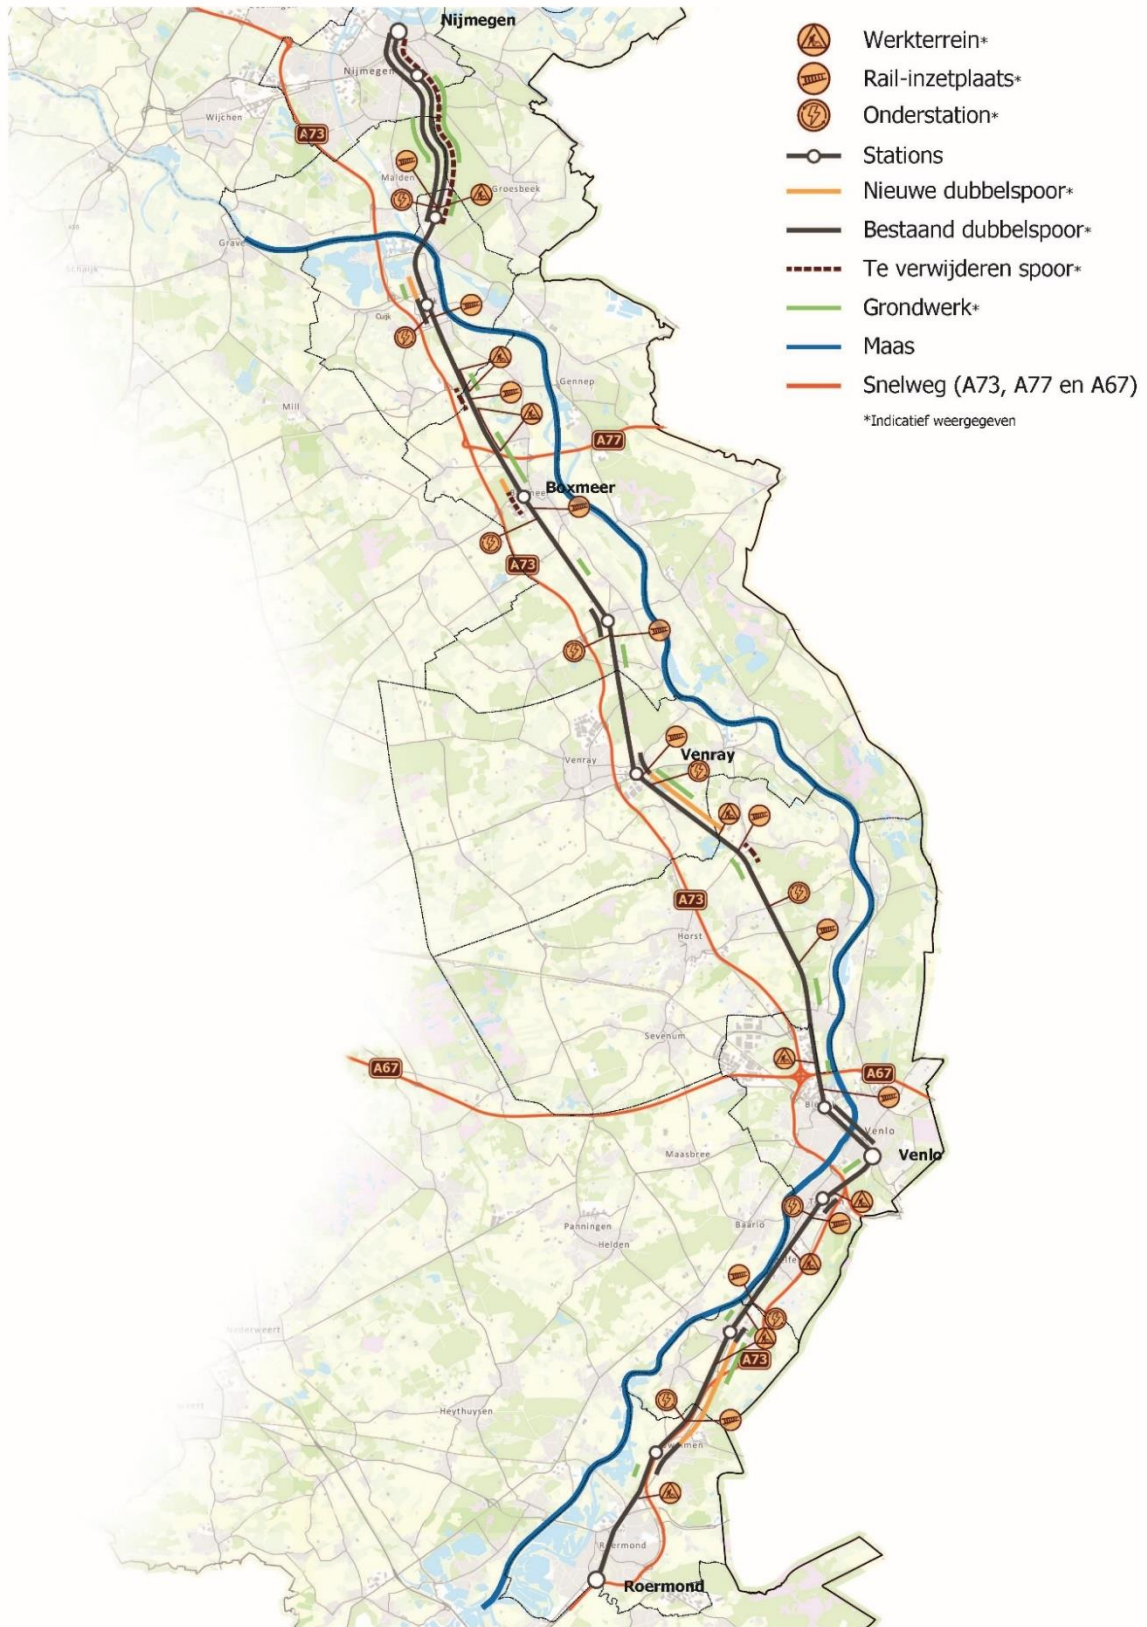 Nijmegen
Nijmegen
Wijchen
A73
Malden
Groesbeek
Grave
Schaijk
Cuijk
Gennep
Mill
A77
Boxmeer
A73
Venray
Venray
A73
Horst
Sevenum
A67
A67
Venlo
Venlo
Maasbree
Baarlo
Panningen
Helden
A73
Heythuysen
Roermond
Roermond
Werkterrein*
Rail-inzetplaats*
Onderstation*
Stations
Nieuwe dubbelspoor*
Bestaand dubbelspoor*
Te verwijderen spoor*
Grondwerk*
Maas
Snelweg (A73, A77 en A67)
*Indicatief weergegeven